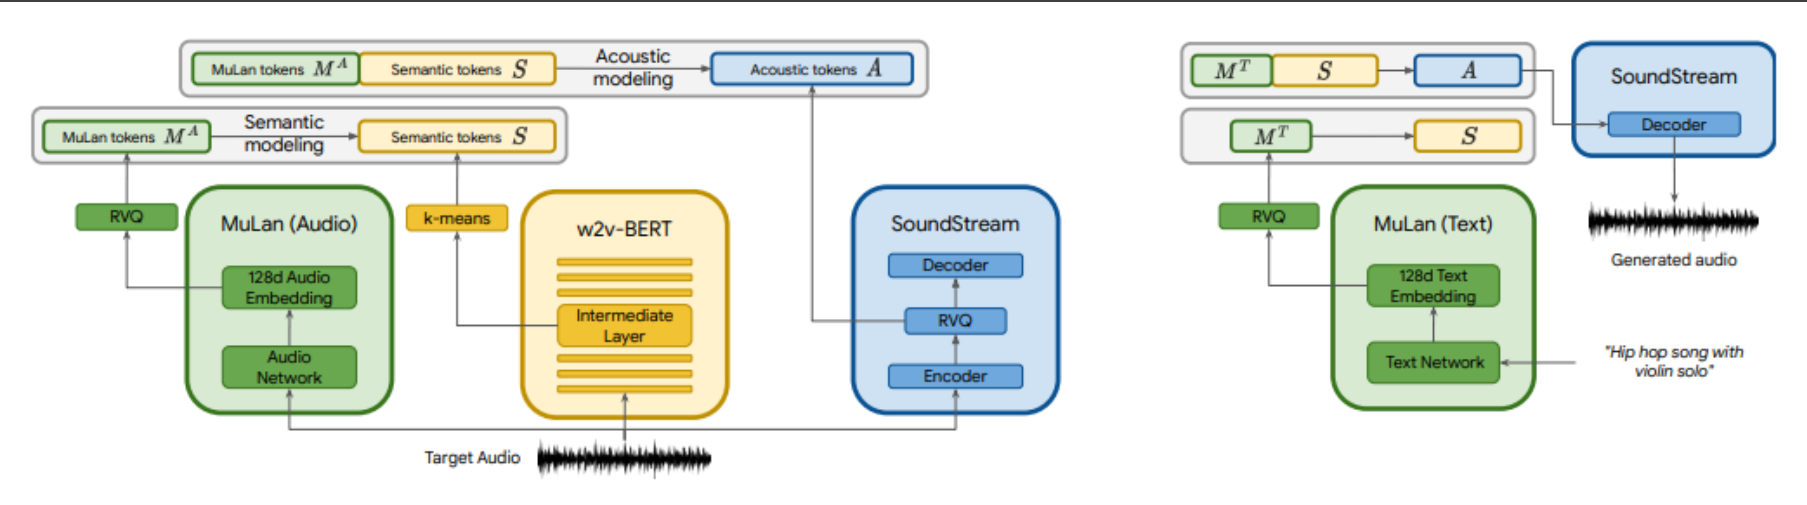 MuLan tokens M^A
Semantic tokens S
Acoustic
modeling
Acoustic tokens A
MuLan tokens M^A
Semantic
modeling
Semantic tokens S
RVQ
MuLan (Audio)
128d Audio
Embedding
Audio
Network
k-means
w2v-BERT
Intermediate
Layer
SoundStream
Decoder
RVQ
Encoder
Target Audio
M^T
S
A
M^T
S
SoundStream
Decoder
Generated audio
RVQ
MuLan (Text)
128d Text
Embedding
Text Network
"Hip hop song with
violin solo"